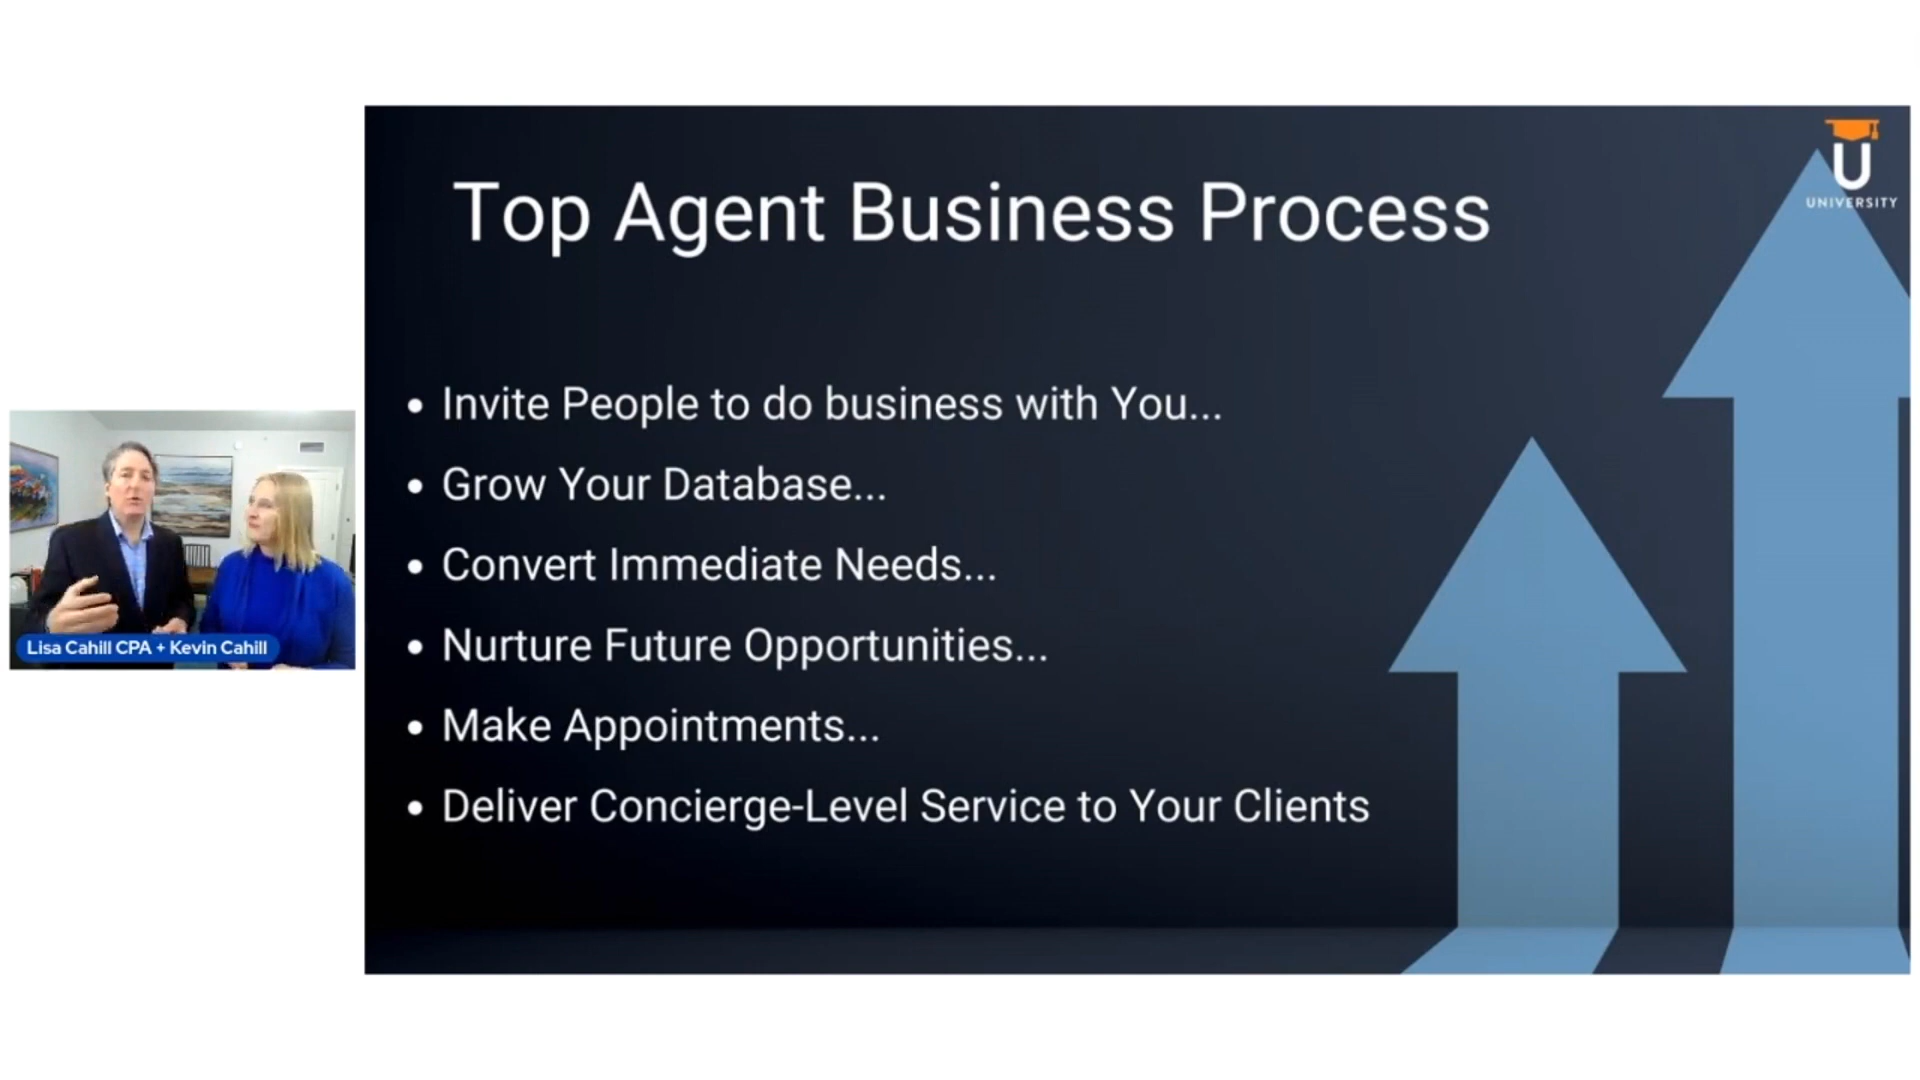 U
UNIVERSITY
Top Agent Business Process
• Invite People to do business with You...
• Grow Your Database...
• Convert Immediate Needs...
• Nurture Future Opportunities...
• Make Appointments...
• Deliver Concierge-Level Service to Your Clients
Lisa Cahill CPA + Kevin Cahill